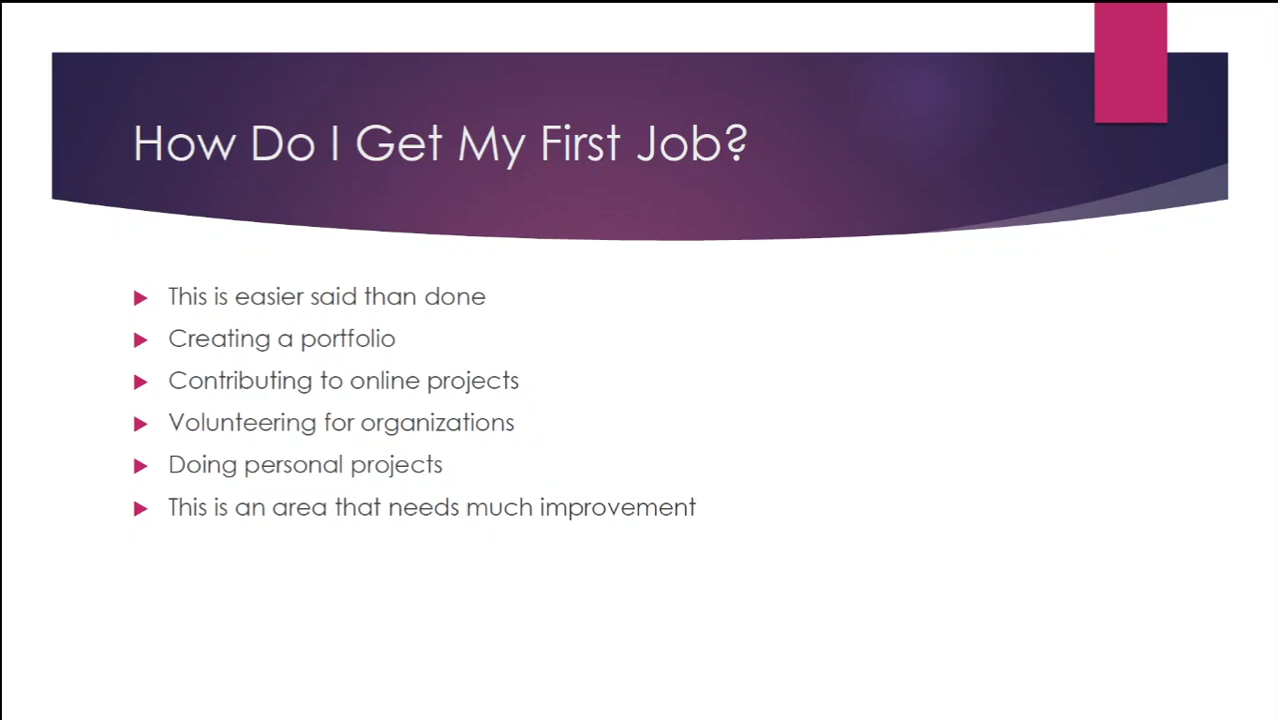 How Do I Get My First Job?
This is easier said than done
Creating a portfolio
Contributing to online projects
Volunteering for organizations
Doing personal projects
This is an area that needs much improvement